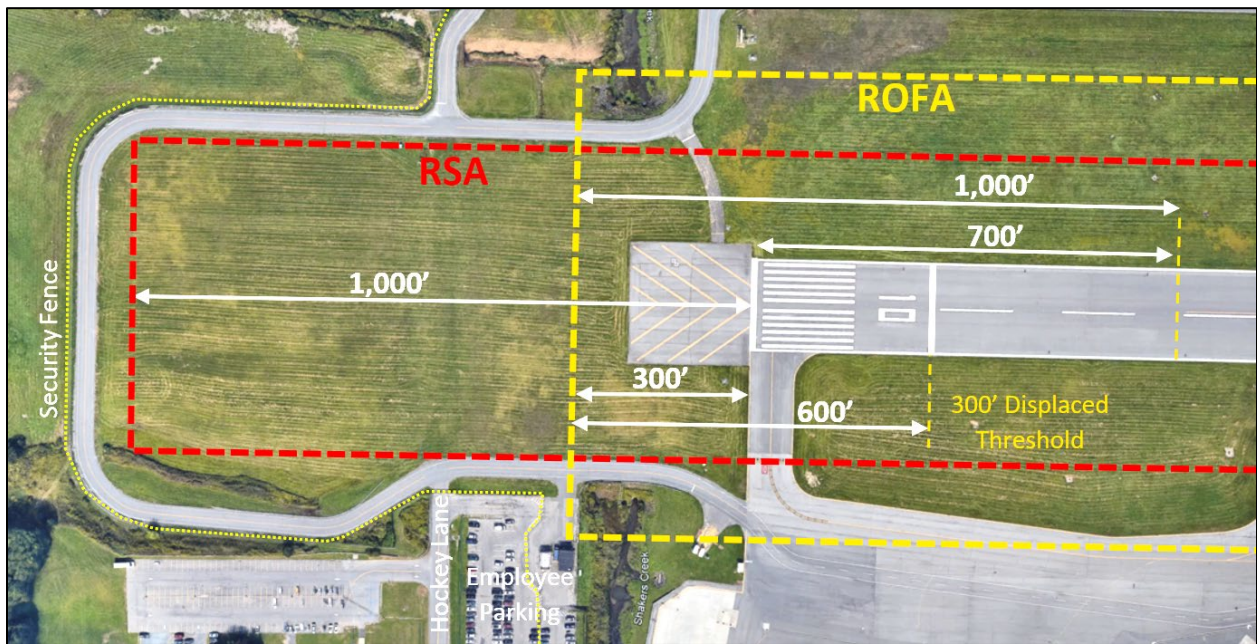 ROFA
RSA
1,000’
700’
1,000’
300’
600’
300’ Displaced
Threshold
Security Fence
Hockey Lane
Employee
Parking
Shakers Creek